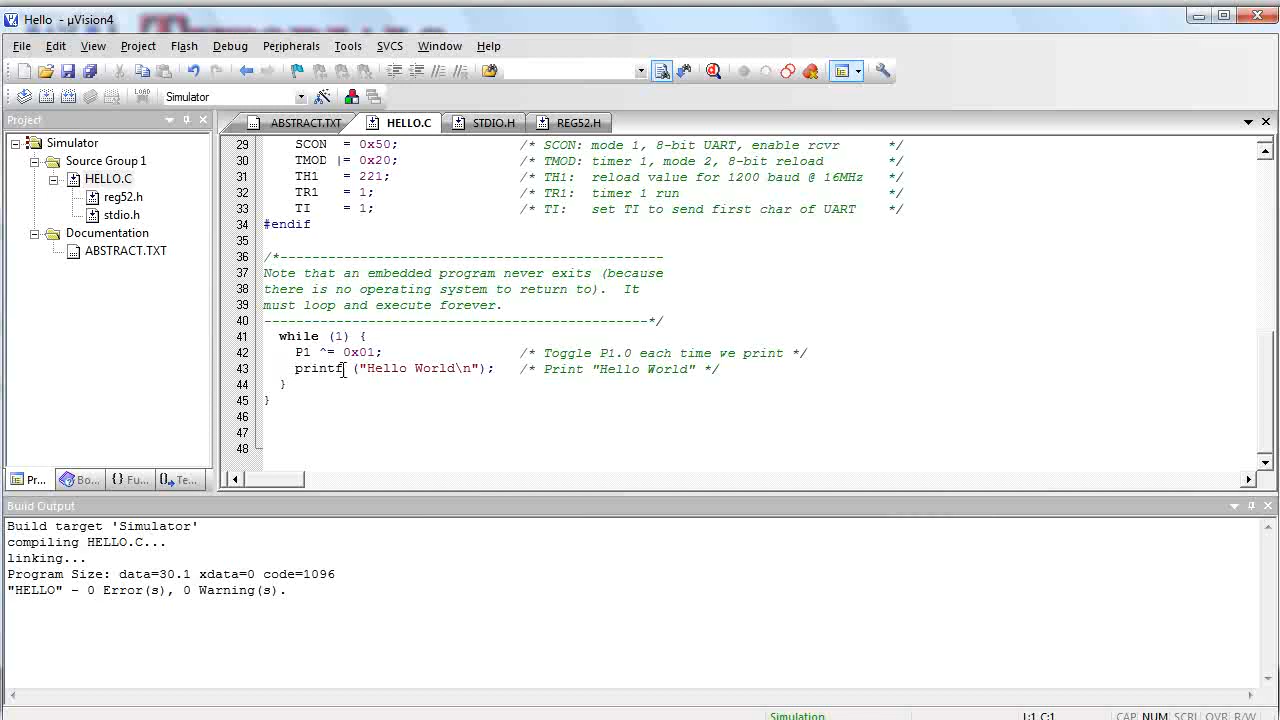 Hello - µVision4
File Edit View Project Flash Debug Peripherals Tools SVCS Window Help
LOAD Simulator
Project
ABSTRACT.TXT HELLO.C STDIO.H REG52.H
Simulator
Source Group 1
HELLO.C
reg52.h
stdio.h
Documentation
ABSTRACT.TXT
29 SCON = 0x50; /* SCON: mode 1, 8-bit UART, enable rcvr */
30 TMOD |= 0x20; /* TMOD: timer 1, mode 2, 8-bit reload */
31 TH1 = 221; /* TH1: reload value for 1200 baud @ 16MHz */
32 TR1 = 1; /* TR1: timer 1 run */
33 TI = 1; /* TI: set TI to send first char of UART */
34 #endif
35
36 /*------------------------------------------------
37 Note that an embedded program never exits (because
38 there is no operating system to return to). It
39 must loop and execute forever.
40 ------------------------------------------------*/
41 while (1) {
42 P1 ^= 0x01; /* Toggle P1.0 each time we print */
43 printf ("Hello World\n"); /* Print "Hello World" */
44 }
45 }
46
47
48
Pr... Bo... {} Fu... Te...
Build Output
Build target 'Simulator'
compiling HELLO.C...
linking...
Program Size: data=30.1 xdata=0 code=1096
"HELLO" - 0 Error(s), 0 Warning(s).
Simulation L:1 C:1 CAP NUM SCRL OVR R/W